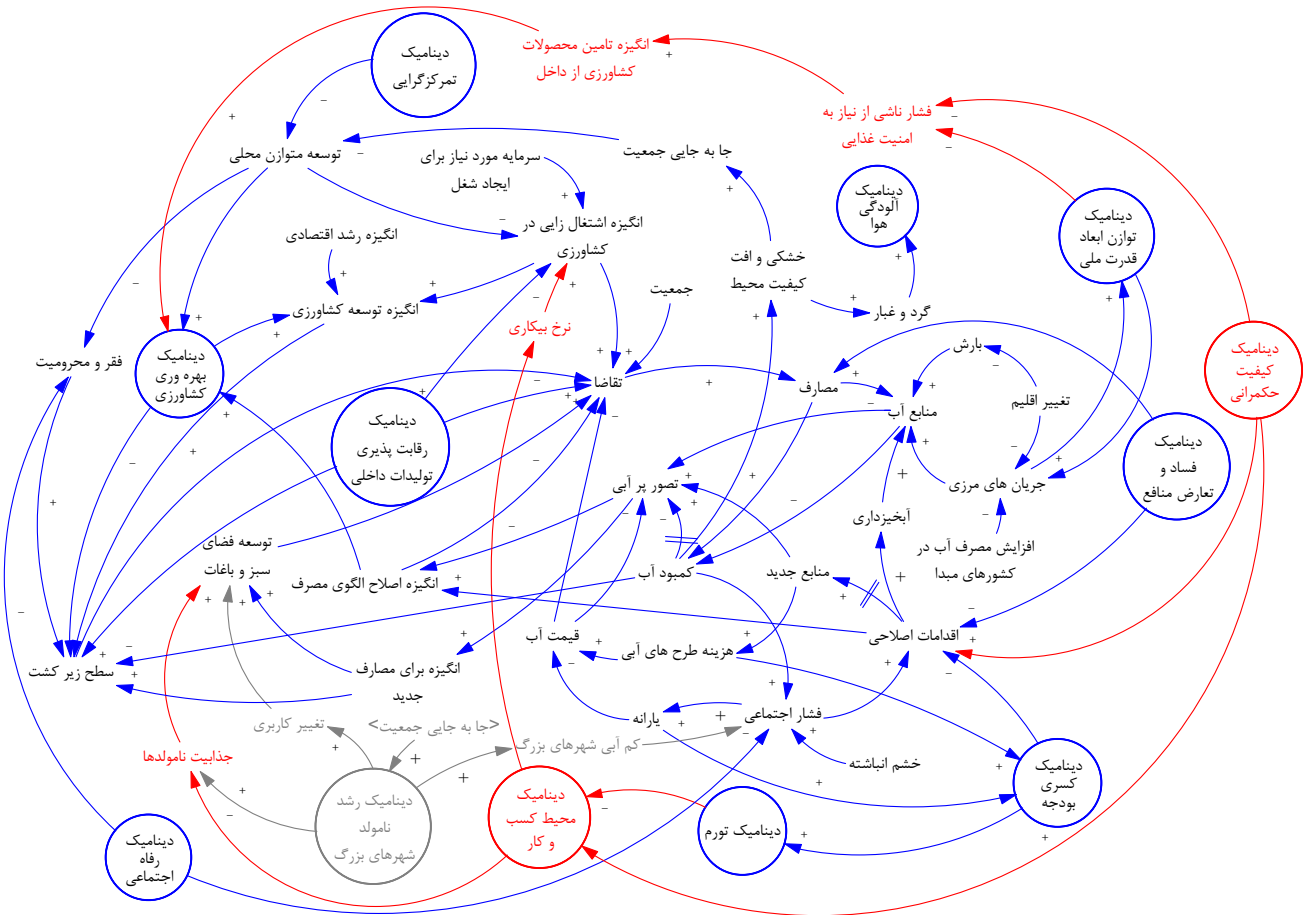 انگیزه تامین محصولات
کشاورزی از داخل
دینامیک
تمرکزگرایی
فشار ناشی از نیاز به
امنیت غذایی
توسعه متوازن محلی
سرمایه مورد نیاز برای
ایجاد شغل
جا به جایی جمعیت
دینامیک
آلودگی
هوا
دینامیک
توازن ابعاد
قدرت ملی
انگیزه رشد اقتصادی
انگیزه اشتغال زایی در
کشاورزی
خشکی و افت
کیفیت محیط
جمعیت
گرد و غبار
انگیزه توسعه کشاورزی
نرخ بیکاری
بارش
دینامیک
کیفیت
حکمرانی
فقر و محرومیت
دینامیک
بهره وری
کشاورزی
تقاضا
مصارف
منابع آب
تغییر اقلیم
دینامیک
رقابت پذیری
تولیدات داخلی
دینامیک
فساد و
تعارض منافع
تصور پر آبی
جریان های مرزی
آبخیزداری
توسعه فضای
سبز و باغات
انگیزه اصلاح الگوی مصرف
کمبود آب
منابع جدید
افزایش مصرف آب در
کشورهای مبدا
قیمت آب
هزینه طرح های آبی
اقدامات اصلاحی
سطح زیر کشت
انگیزه برای مصارف
جدید
تغییر کاربری
<جا به جایی جمعیت>
یارانه
فشار اجتماعی
کم آبی شهرهای بزرگ
جذابیت نامولدها
خشم انباشته
دینامیک
کسری
بودجه
دینامیک رشد
نامولد
شهرهای بزرگ
دینامیک
محیط کسب
و کار
دینامیک تورم
دینامیک
رفاه
اجتماعی